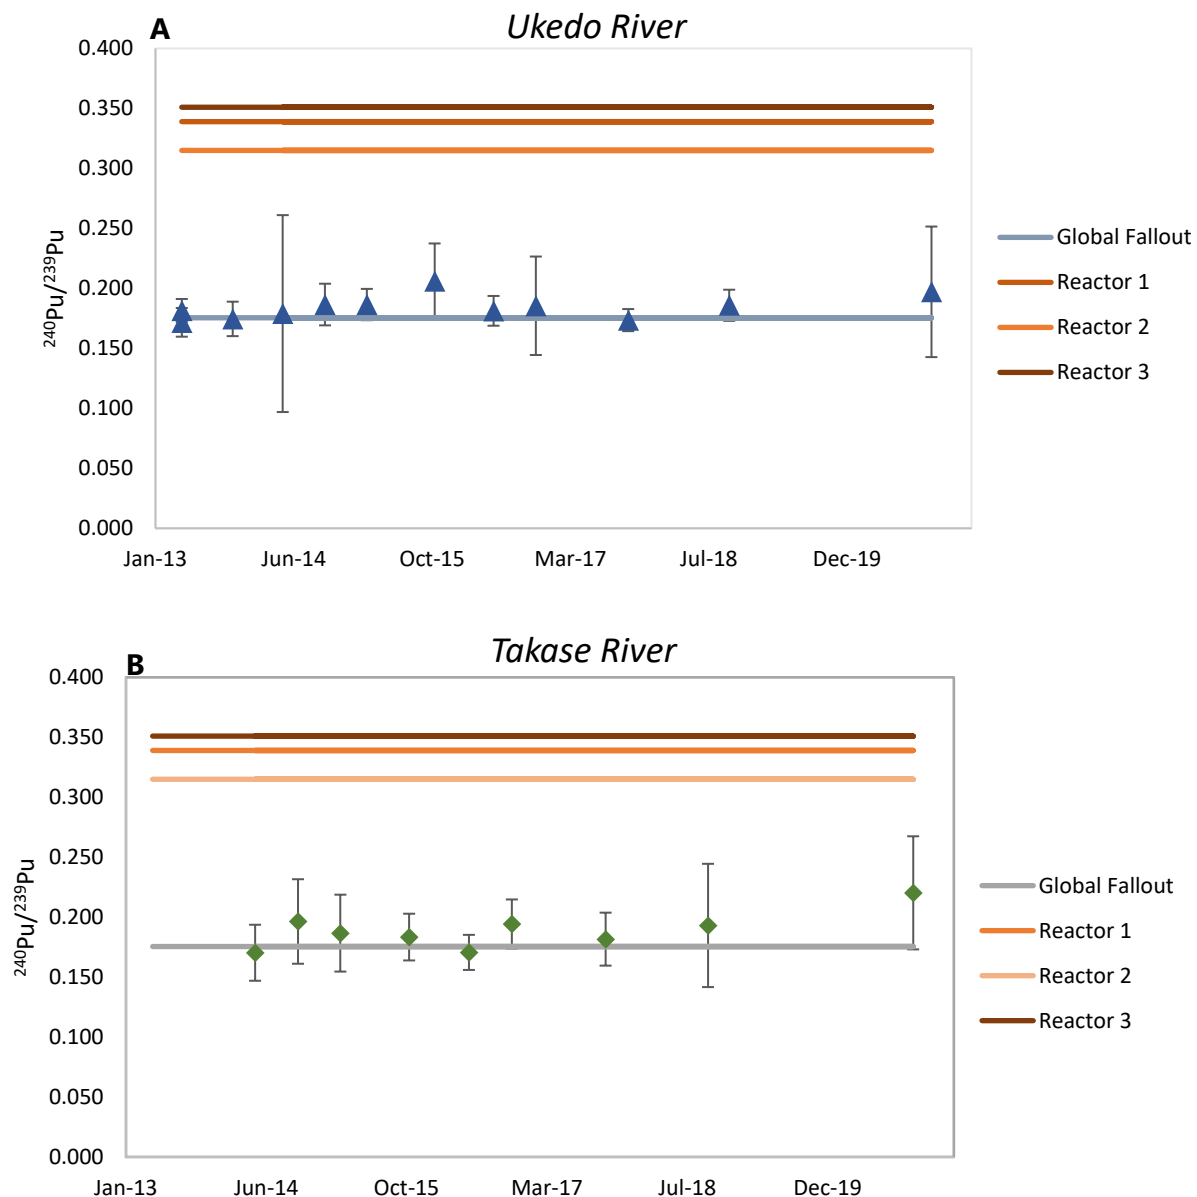 A
Ukedo River
0.400
0.350
0.300
0.250
0.200
0.150
0.100
0.050
0.000
²⁴⁰Pu/²³⁹Pu
Jan-13 Jun-14 Oct-15 Mar-17 Jul-18 Dec-19
Global Fallout
Reactor 1
Reactor 2
Reactor 3
B
Takase River
0.400
0.350
0.300
0.250
0.200
0.150
0.100
0.050
0.000
²⁴⁰Pu/²³⁹Pu
Jan-13 Jun-14 Oct-15 Mar-17 Jul-18 Dec-19
Global Fallout
Reactor 1
Reactor 2
Reactor 3